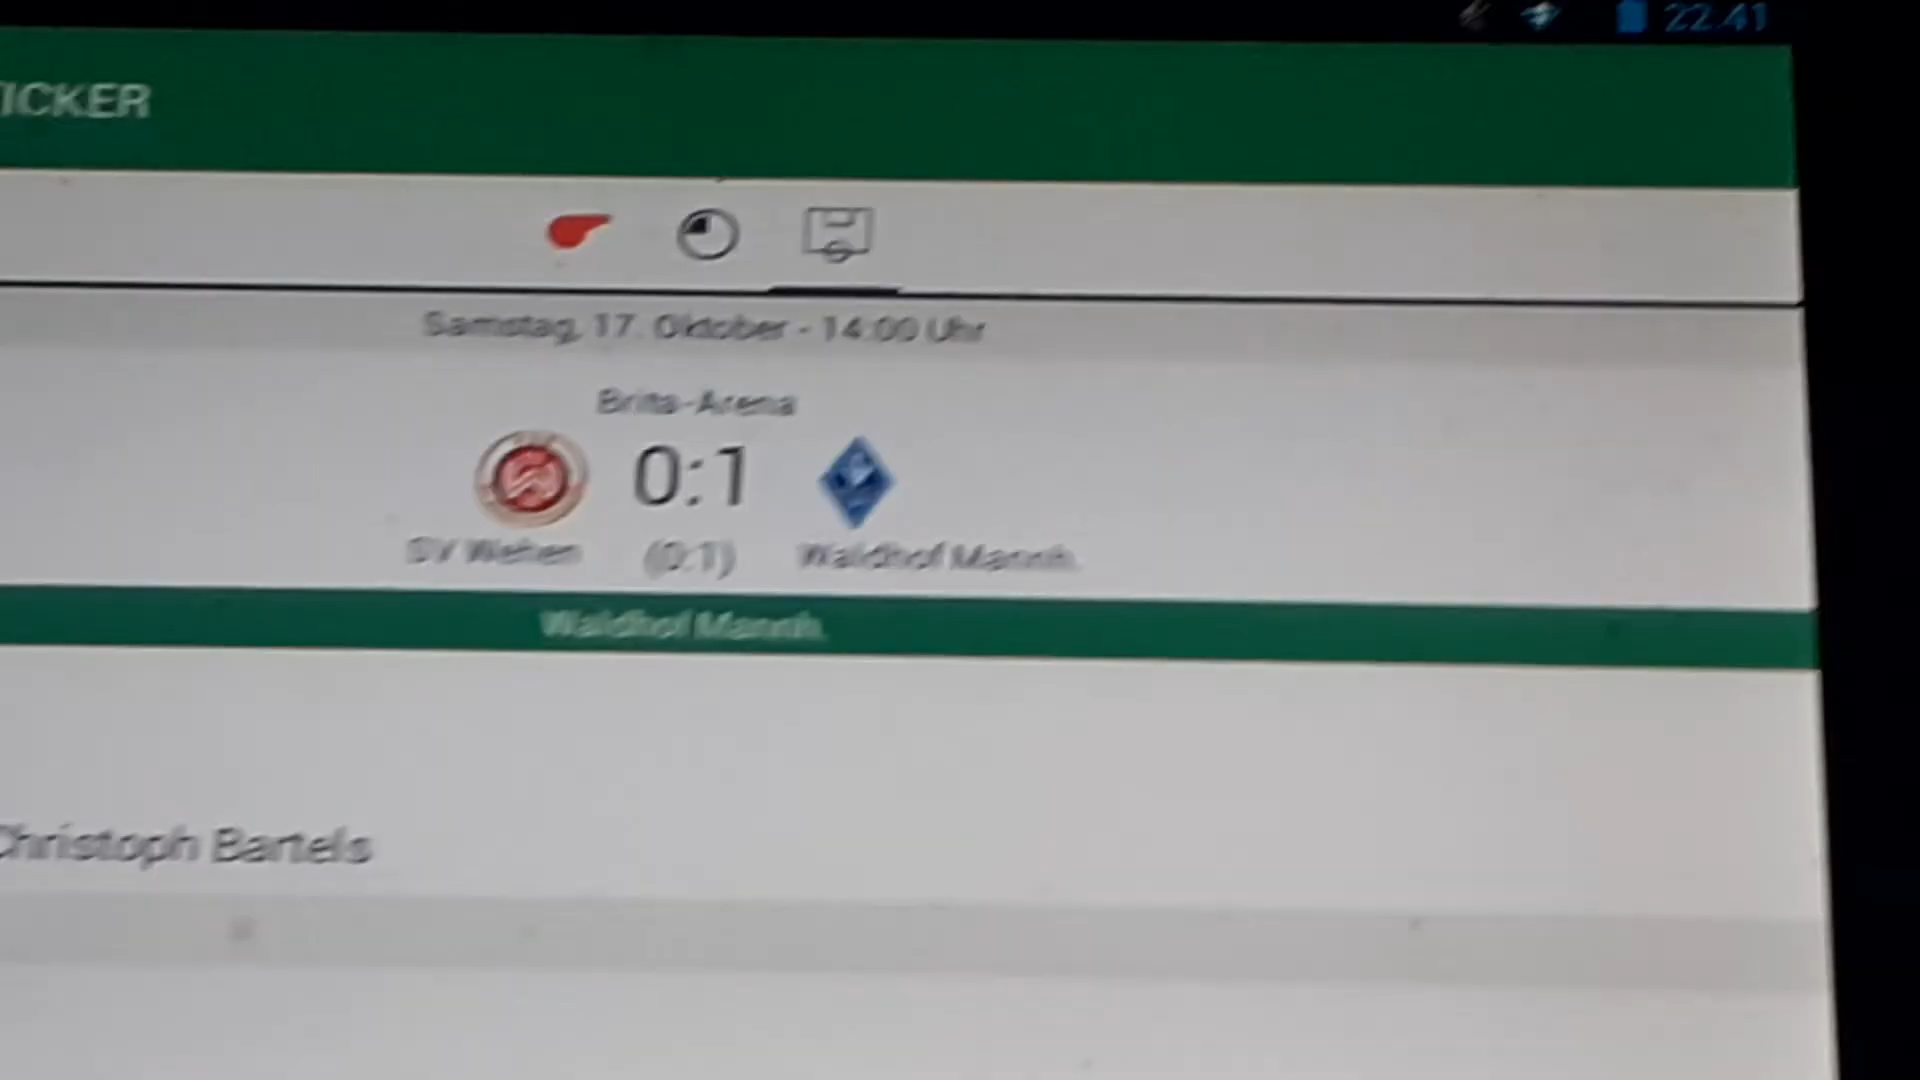 22:41
TICKER
Samstag, 17. Oktober - 14:00 Uhr
Brita-Arena
0:1
SV Wehen (0:1) Waldhof Mannh.
Waldhof Mannh.
Christoph Bartels